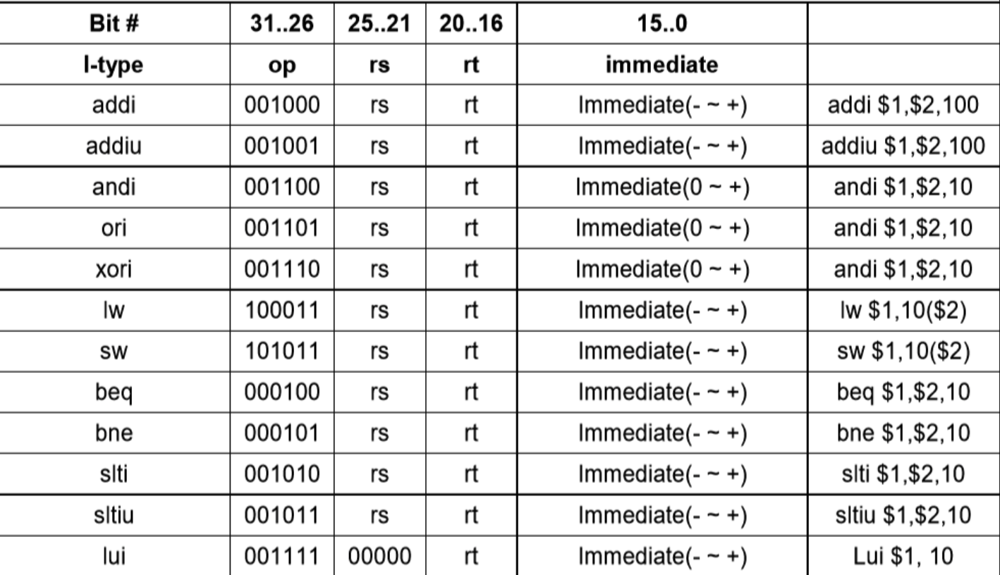 Bit # 31..26 25..21 20..16 15..0
I-type op rs rt immediate
addi 001000 rs rt Immediate(- ~ +) addi $1,$2,100
addiu 001001 rs rt Immediate(- ~ +) addiu $1,$2,100
andi 001100 rs rt Immediate(0 ~ +) andi $1,$2,10
ori 001101 rs rt Immediate(0 ~ +) andi $1,$2,10
xori 001110 rs rt Immediate(0 ~ +) andi $1,$2,10
lw 100011 rs rt Immediate(- ~ +) lw $1,10($2)
sw 101011 rs rt Immediate(- ~ +) sw $1,10($2)
beq 000100 rs rt Immediate(- ~ +) beq $1,$2,10
bne 000101 rs rt Immediate(- ~ +) bne $1,$2,10
slti 001010 rs rt Immediate(- ~ +) slti $1,$2,10
sltiu 001011 rs rt Immediate(- ~ +) sltiu $1,$2,10
lui 001111 00000 rt Immediate(- ~ +) Lui $1, 10